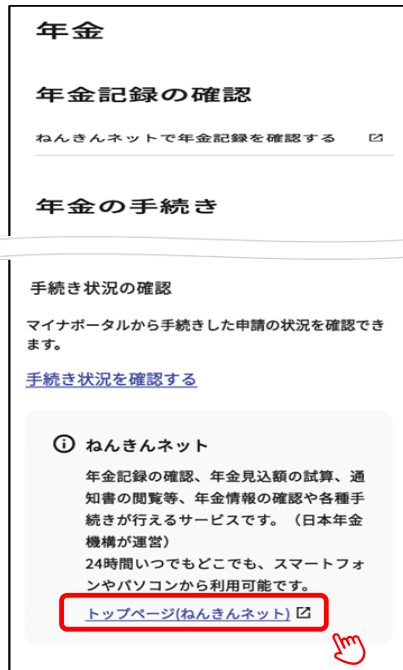 年金
年金記録の確認
ねんきんネットで年金記録を確認する
年金の手続き
手続き状況の確認
マイナポータルから手続きした申請の状況を確認でき
ます。
手続き状況を確認する
ねんきんネット
年金記録の確認、年金見込額の試算、通
知書の閲覧等、年金情報の確認や各種手
続きが行えるサービスです。（日本年金
機構が運営）
24時間いつでもどこでも、スマートフォ
ンやパソコンから利用可能です。
トップページ(ねんきんネット)